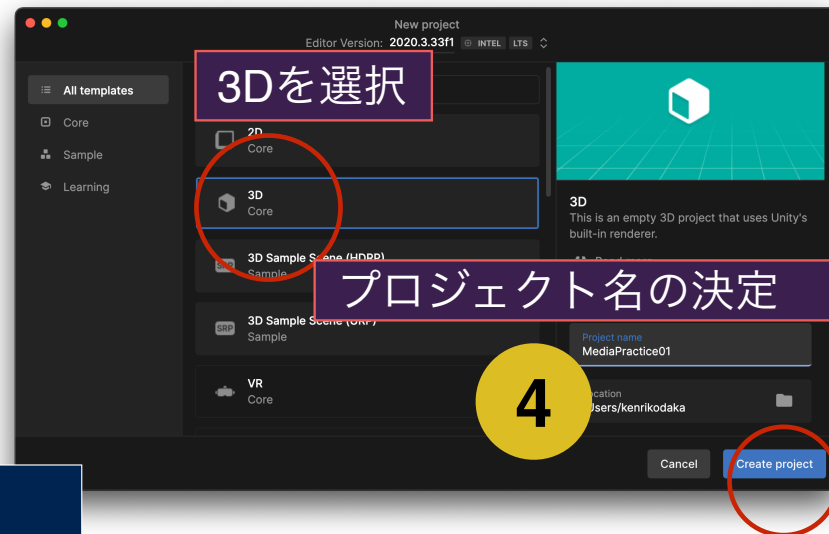 New project
Editor Version: 2020.3.33f1 INTEL LTS
3Dを選択
All templates
Core
Sample
Learning
2D
Core
3D
Core
3D Sample Scene (HDRP)
Sample
SRP
3D Sample Scene (URP)
Sample
VR
Core
3D
This is an empty 3D project that uses Unity's
built-in renderer.
プロジェクト名の決定
Project name
MediaPractice01
4
/Users/kenrikodaka
Cancel
Create project